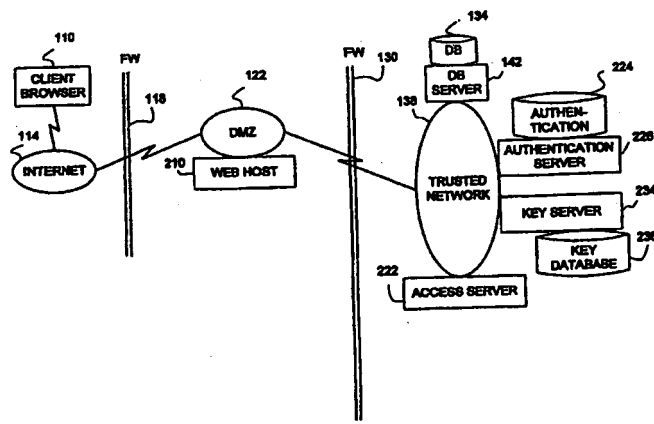 110
CLIENT
BROWSER
114
INTERNET
FW
118
122
DMZ
210
WEB HOST
FW
130
134
DB
DB
SERVER
142
138
TRUSTED
NETWORK
224
AUTHEN-
TICATION
AUTHENTICATION
SERVER
226
KEY SERVER
234
KEY
DATABASE
236
222
ACCESS SERVER